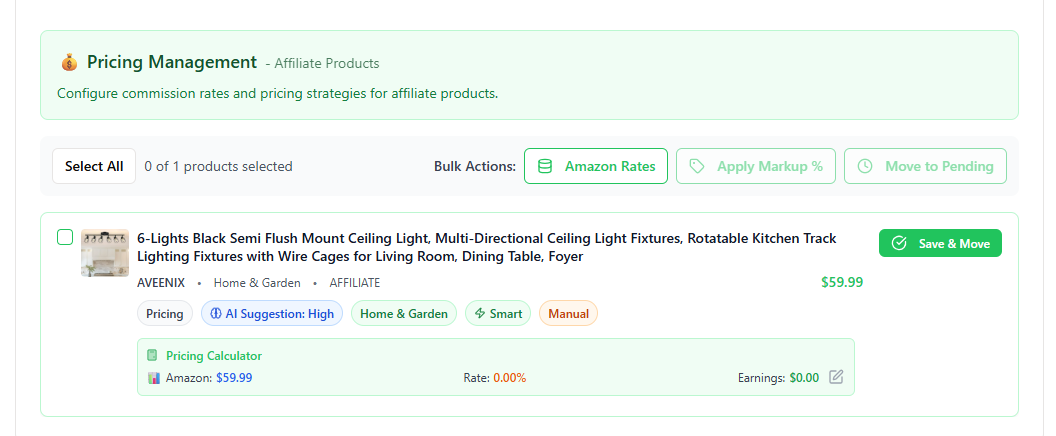 Pricing Management - Affiliate Products
Configure commission rates and pricing strategies for affiliate products.
Select All 0 of 1 products selected Bulk Actions: Amazon Rates Apply Markup % Move to Pending
6-Lights Black Semi Flush Mount Ceiling Light, Multi-Directional Ceiling Light Fixtures, Rotatable Kitchen Track
Lighting Fixtures with Wire Cages for Living Room, Dining Table, Foyer
Save & Move
AVEENIX • Home & Garden • AFFILIATE $59.99
Pricing AI Suggestion: High Home & Garden Smart Manual
Pricing Calculator
Amazon: $59.99 Rate: 0.00% Earnings: $0.00